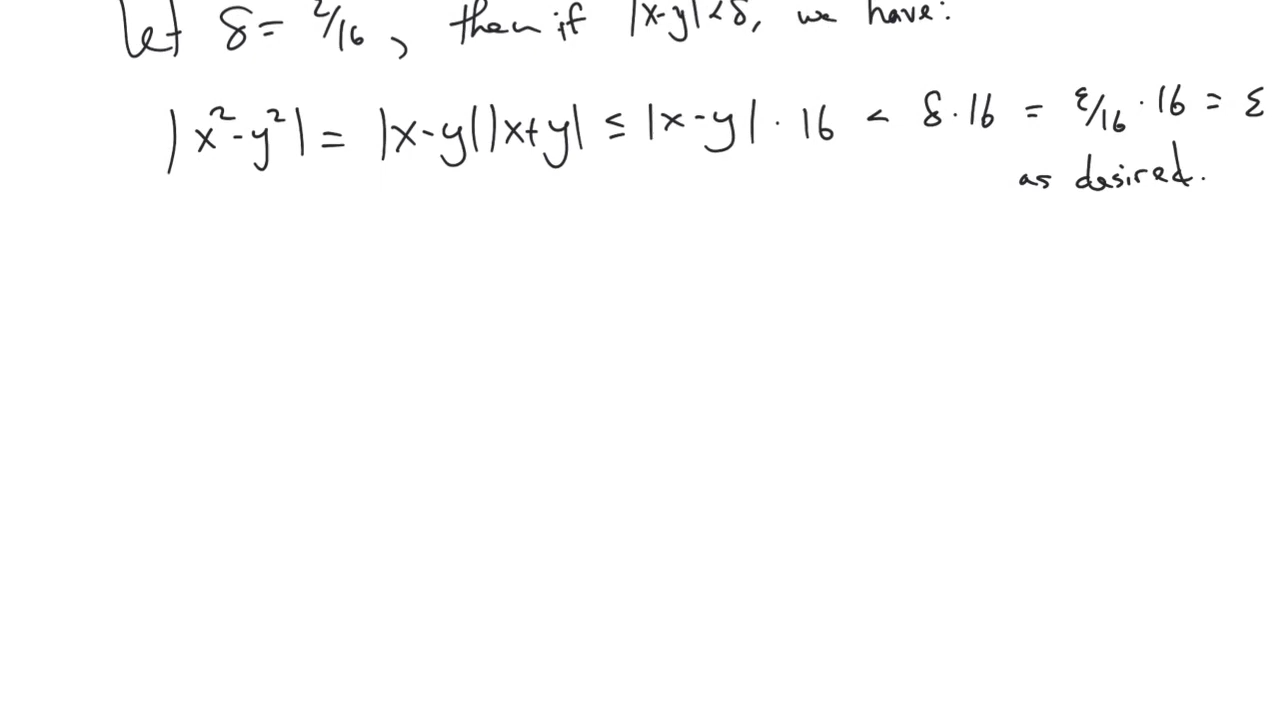 Let δ = ε/16, then if |x-y| < δ, we have:
|x²-y²| = |x-y||x+y| ≤ |x-y| · 16 < δ·16 = ε/16 · 16 = ε
as desired.